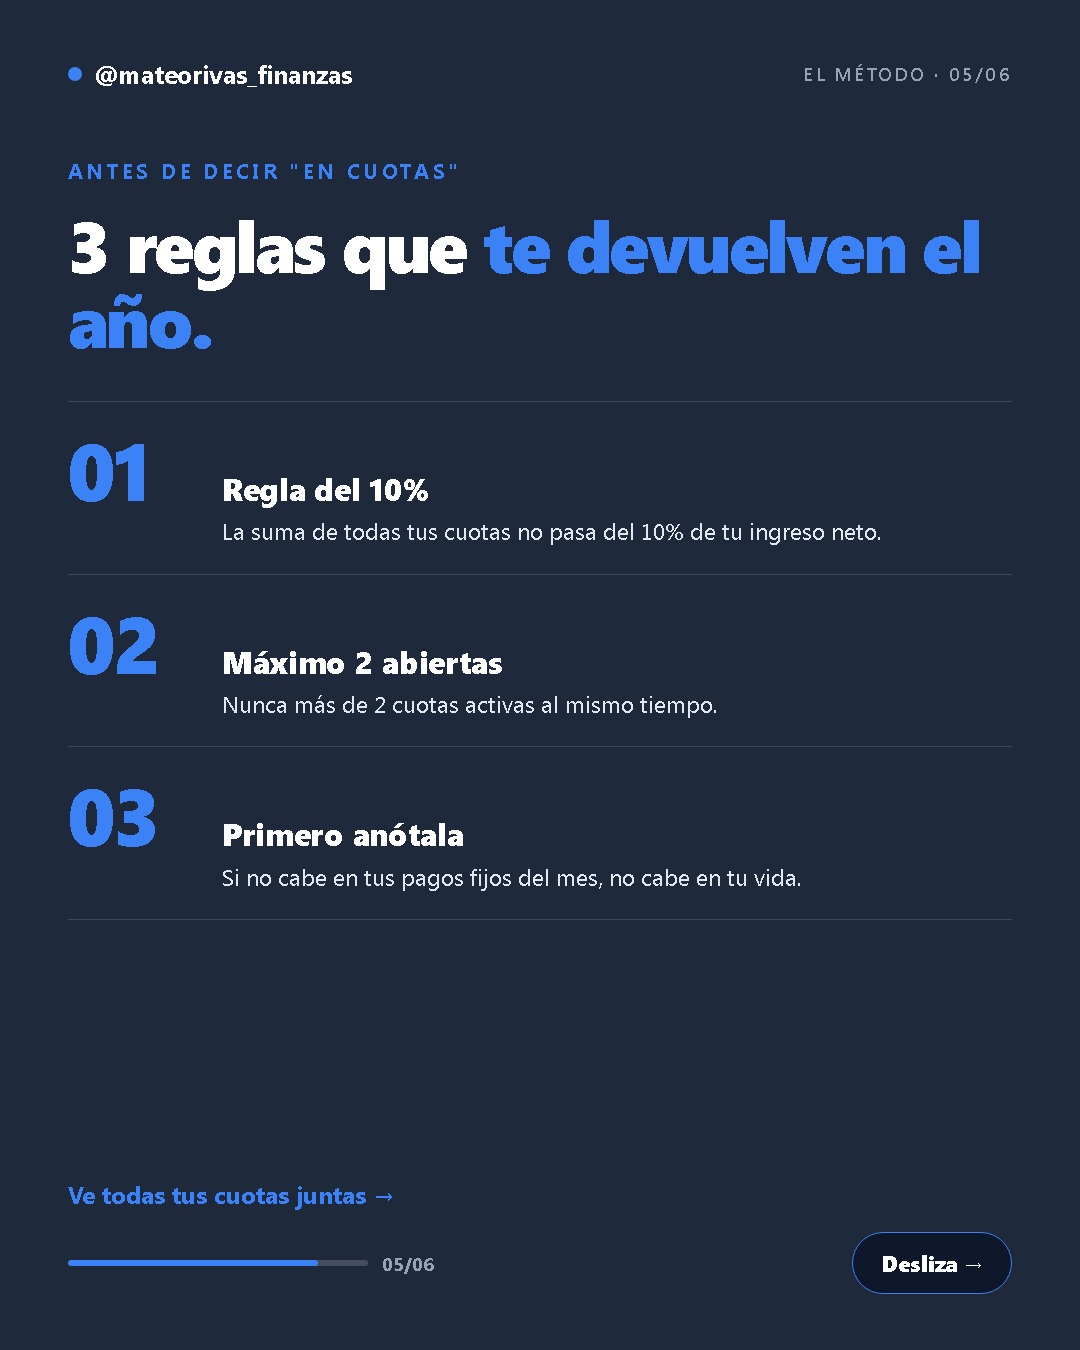 @mateorivas_finanzas
EL MÉTODO · 05/06
ANTES DE DECIR "EN CUOTAS"
3 reglas que te devuelven el
año.
01
Regla del 10%
La suma de todas tus cuotas no pasa del 10% de tu ingreso neto.
02
Máximo 2 abiertas
Nunca más de 2 cuotas activas al mismo tiempo.
03
Primero anótala
Si no cabe en tus pagos fijos del mes, no cabe en tu vida.
Ve todas tus cuotas juntas →
05/06
Desliza →